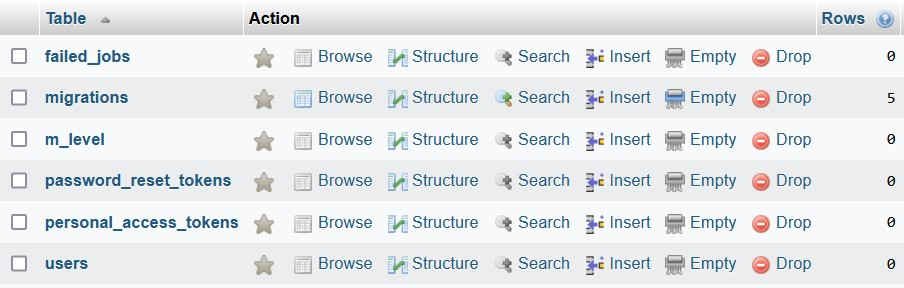 Table Action Rows
failed_jobs Browse Structure Search Insert Empty Drop 0
migrations Browse Structure Search Insert Empty Drop 5
m_level Browse Structure Search Insert Empty Drop 0
password_reset_tokens Browse Structure Search Insert Empty Drop 0
personal_access_tokens Browse Structure Search Insert Empty Drop 0
users Browse Structure Search Insert Empty Drop 0